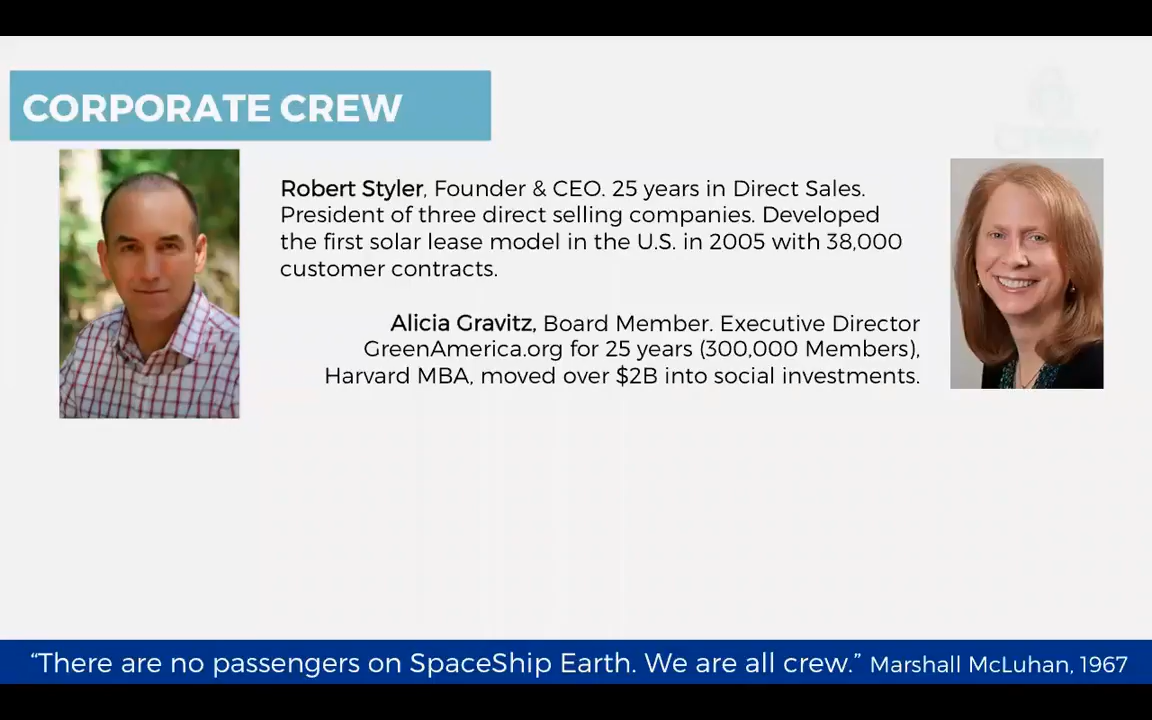 CORPORATE CREW
Robert Styler, Founder & CEO. 25 years in Direct Sales.
President of three direct selling companies. Developed
the first solar lease model in the U.S. in 2005 with 38,000
customer contracts.
Alicia Gravitz, Board Member. Executive Director
GreenAmerica.org for 25 years (300,000 Members),
Harvard MBA, moved over $2B into social investments.
“There are no passengers on SpaceShip Earth. We are all crew.” Marshall McLuhan, 1967